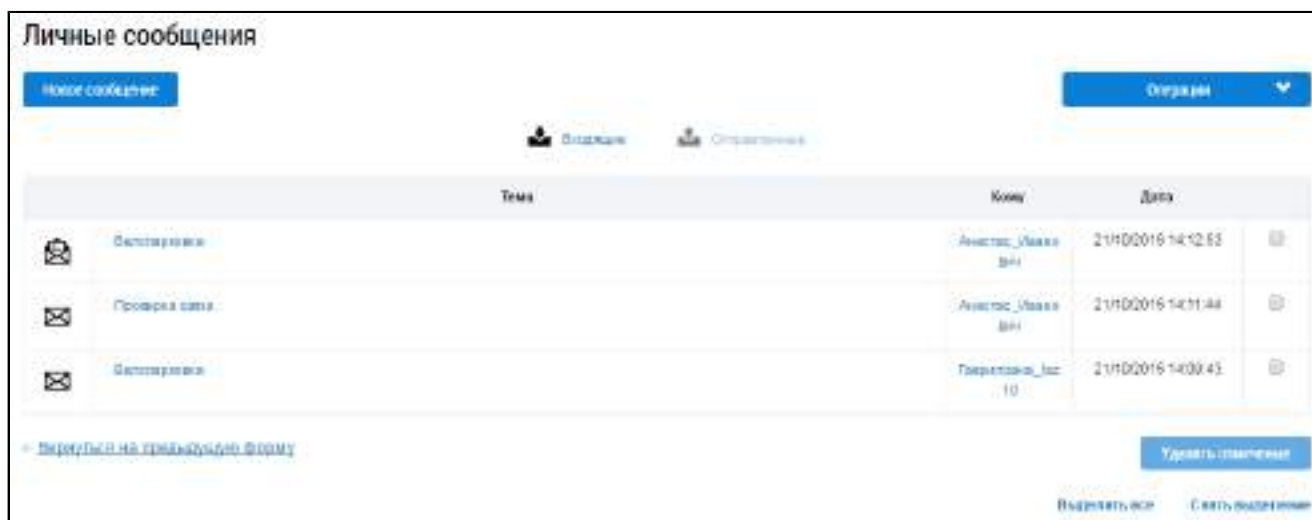 Личные сообщения
Новое сообщение
Операции
Входящие
Отправленные
Тема
Кому
Дата
21/10/2016 14:12:53
Проверка связи
21/10/2016 14:11:44
21/10/2016 14:09:43
10
Вернуться на предыдущую форму
Удалить отмеченные
Выделить все
Снять выделение